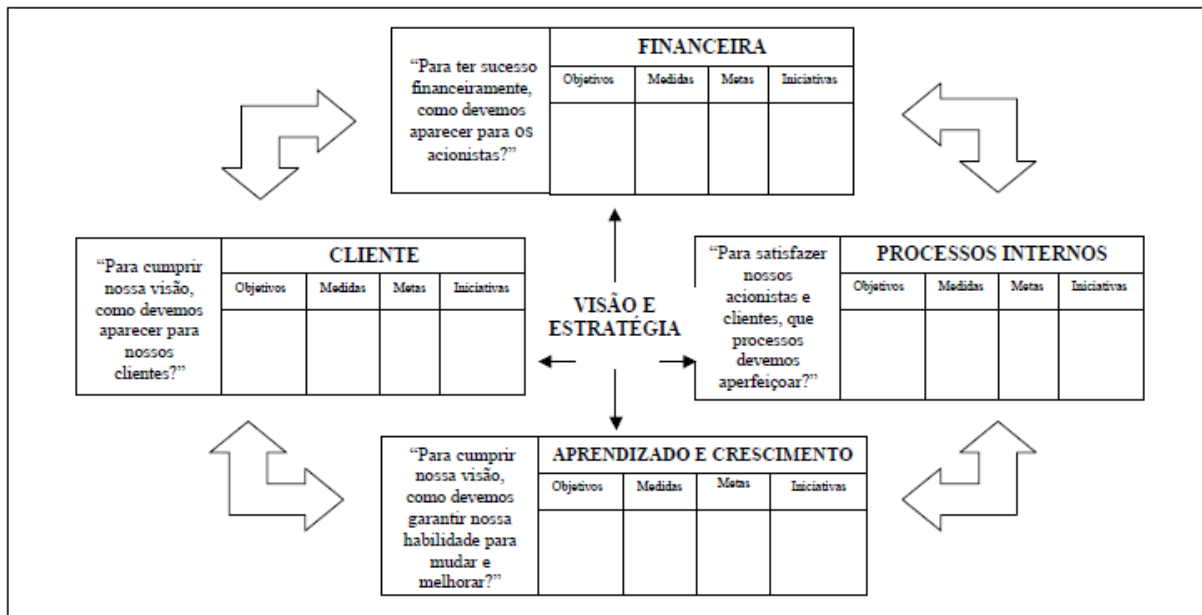 FINANCEIRA
“Para ter sucesso
financeiramente,
como devemos
aparecer para os
acionistas?”
Objetivos Medidas Metas Iniciativas
CLIENTE
“Para cumprir
nossa visão,
como devemos
aparecer para
nossos
clientes?”
Objetivos Medidas Metas Iniciativas
VISÃO E
ESTRATÉGIA
PROCESSOS INTERNOS
“Para satisfazer
nossos
acionistas e
clientes, que
processos
devemos
aperfeiçoar?”
Objetivos Medidas Metas Iniciativas
APRENDIZADO E CRESCIMENTO
“Para cumprir
nossa visão,
como devemos
garantir nossa
habilidade para
mudar e
melhorar?”
Objetivos Medidas Metas Iniciativas